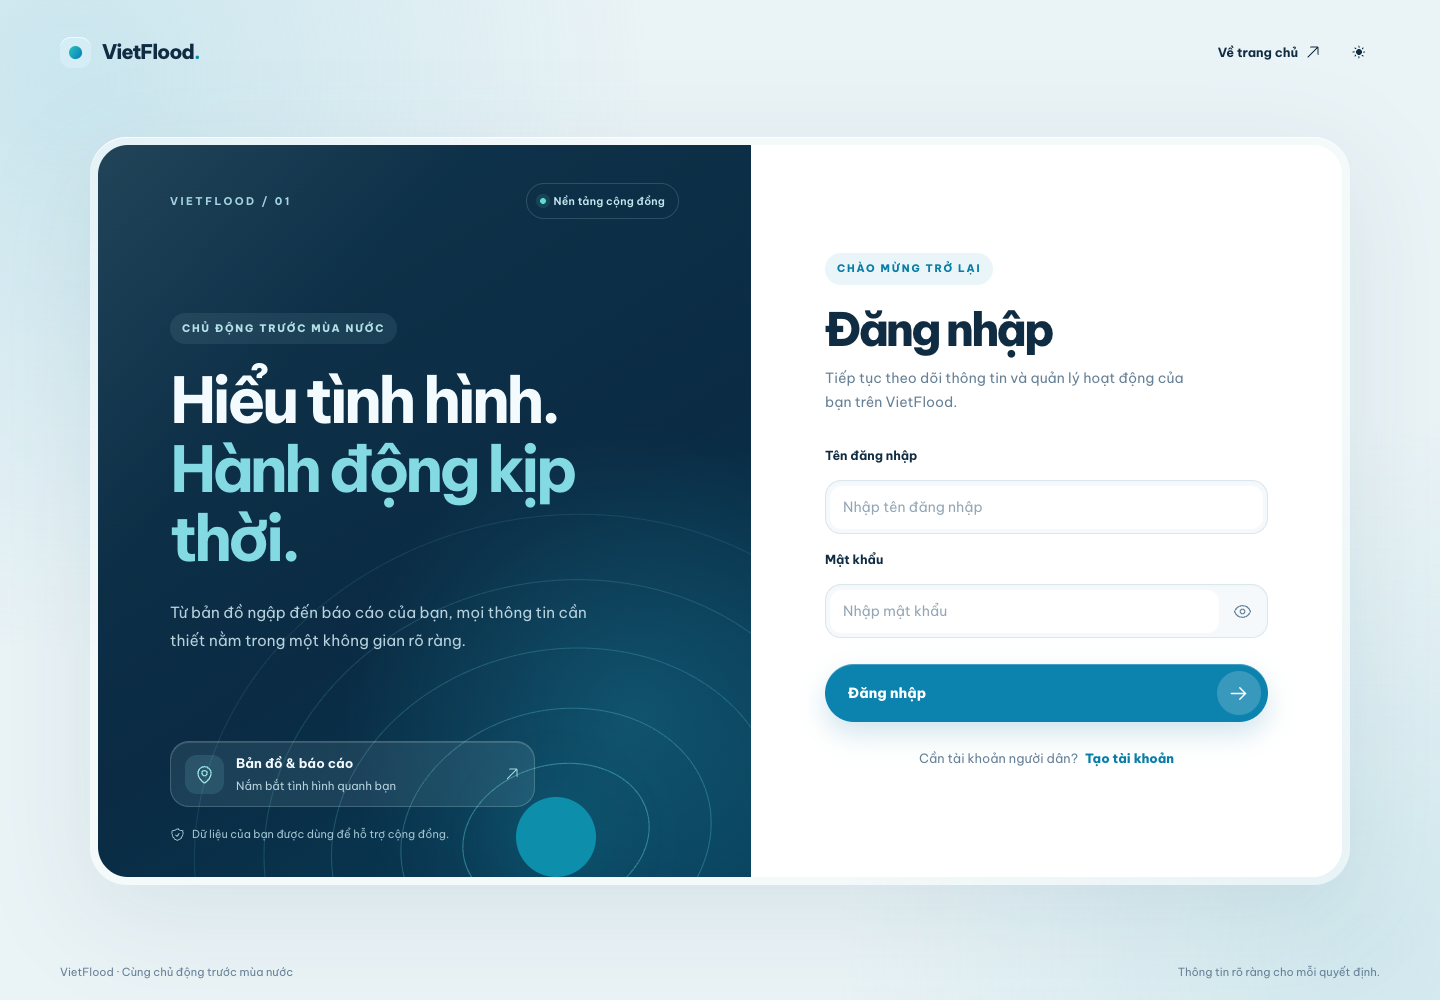 VietFlood.
Về trang chủ
VIETFLOOD / 01
Nền tảng cộng đồng
CHỦ ĐỘNG TRƯỚC MÙA NƯỚC
Hiểu tình hình.
Hành động kịp
thời.
Từ bản đồ ngập đến báo cáo của bạn, mọi thông tin cần
thiết nằm trong một không gian rõ ràng.
Bản đồ & báo cáo
Nắm bắt tình hình quanh bạn
Dữ liệu của bạn được dùng để hỗ trợ cộng đồng.
CHÀO MỪNG TRỞ LẠI
Đăng nhập
Tiếp tục theo dõi thông tin và quản lý hoạt động của
bạn trên VietFlood.
Tên đăng nhập
Nhập tên đăng nhập
Mật khẩu
Nhập mật khẩu
Đăng nhập
Cần tài khoản người dân? Tạo tài khoản
VietFlood · Cùng chủ động trước mùa nước
Thông tin rõ ràng cho mỗi quyết định.